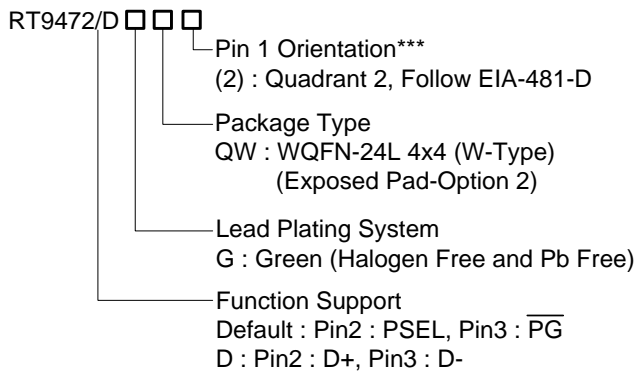 RT9472/D □ □ □
Pin 1 Orientation***
(2) : Quadrant 2, Follow EIA-481-D
Package Type
QW : WQFN-24L 4x4 (W-Type)
(Exposed Pad-Option 2)
Lead Plating System
G : Green (Halogen Free and Pb Free)
Function Support
Default : Pin2 : PSEL, Pin3 : P̅G̅
D : Pin2 : D+, Pin3 : D-